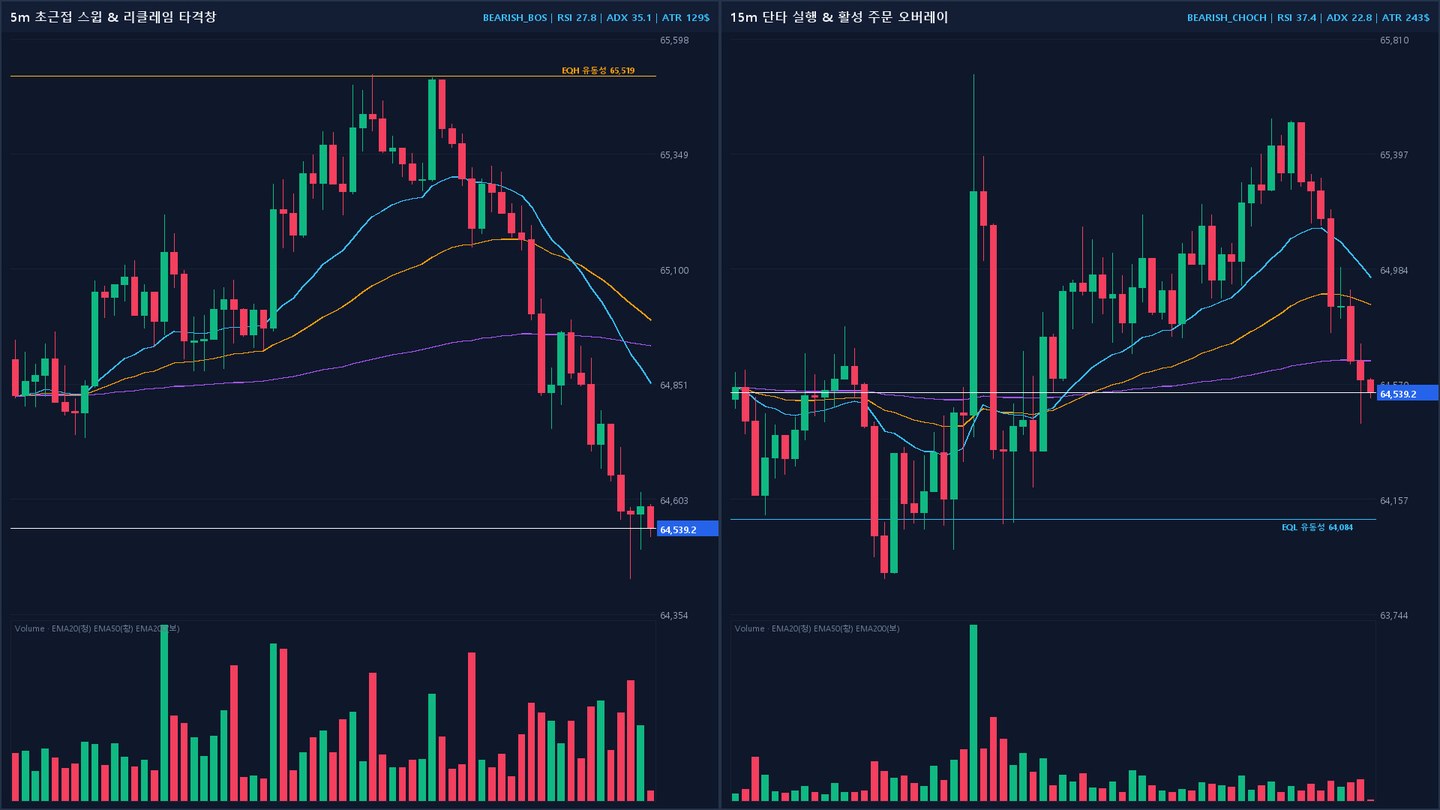 5m 초근접 스윕 & 리클레임 타격창
BEARISH_BOS | RSI 27.8 | ADX 35.1 | ATR 129$
65,598
EQH 유동성 65,519
65,349
65,100
64,851
64,603
64,539.2
64,354
Volume · EMA20(청) EMA50(황) EMA200(보)
15m 단타 실행 & 활성 주문 오버레이
BEARISH_CHOCH | RSI 37.4 | ADX 22.8 | ATR 243$
65,810
65,397
64,984
64,570
64,539.2
64,157
EQL 유동성 64,084
63,744
Volume · EMA20(청) EMA50(황) EMA200(보)